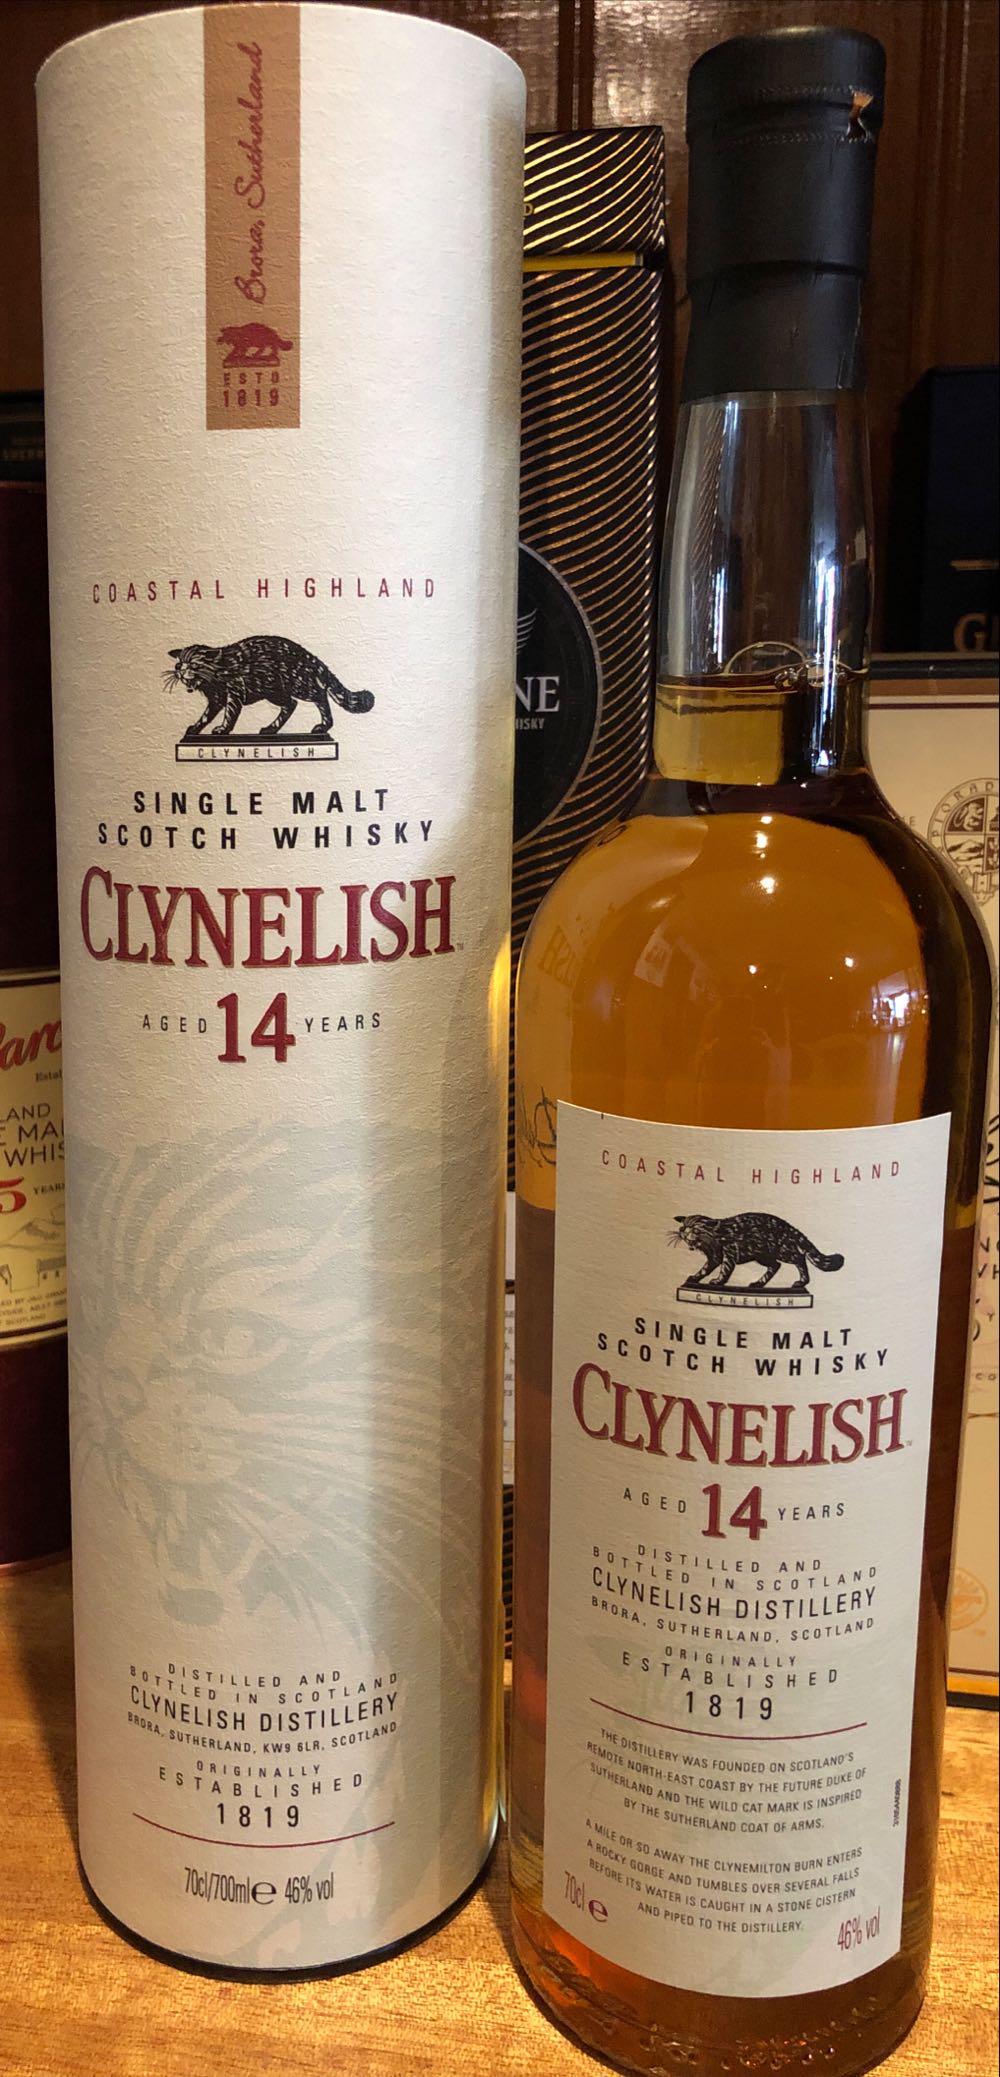 Brora, Sutherland
ESTD
1819
COASTAL HIGHLAND
CLYNELISH
SINGLE MALT
SCOTCH WHISKY
CLYNELISH
AGED 14 YEARS
DISTILLED AND
BOTTLED IN SCOTLAND
CLYNELISH DISTILLERY
BRORA, SUTHERLAND, KW9 6LR, SCOTLAND
ORIGINALLY
ESTABLISHED
1819
70cl/700ml e 46% vol
COASTAL HIGHLAND
CLYNELISH
SINGLE MALT
SCOTCH WHISKY
CLYNELISH
AGED 14 YEARS
DISTILLED AND
BOTTLED IN SCOTLAND
CLYNELISH DISTILLERY
BRORA, SUTHERLAND, SCOTLAND
ORIGINALLY
ESTABLISHED
1819
THE DISTILLERY WAS FOUNDED ON SCOTLAND'S
REMOTE NORTH-EAST COAST BY THE FUTURE DUKE OF
SUTHERLAND AND THE WILD CAT MARK IS INSPIRED
BY THE SUTHERLAND COAT OF ARMS.
A MILE OR SO AWAY THE CLYNEMILTON BURN ENTERS
A ROCKY GORGE AND TUMBLES OVER SEVERAL FALLS
BEFORE ITS WATER IS CAUGHT IN A STONE CISTERN
AND PIPED TO THE DISTILLERY.
70cl e 46% vol